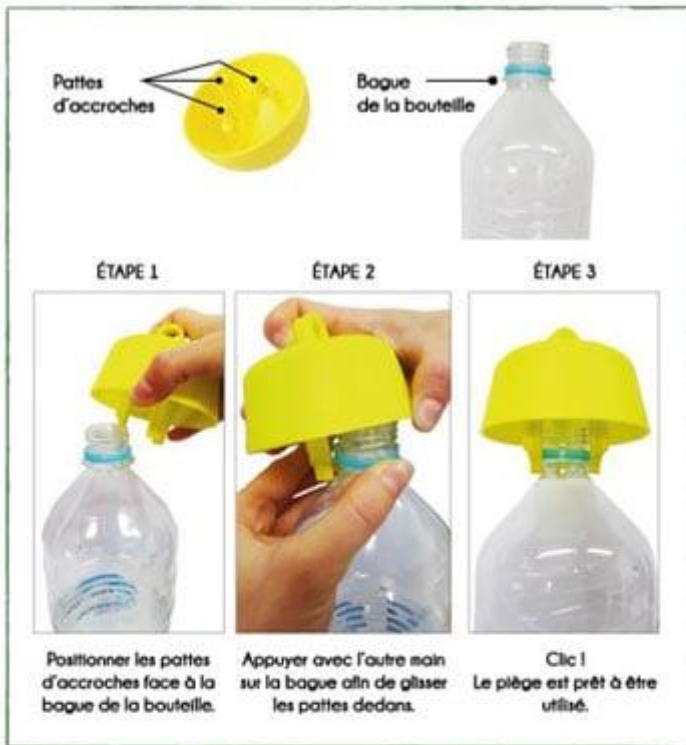 Pattes
d'accroches
Bague
de la bouteille
ÉTAPE 1
ÉTAPE 2
ÉTAPE 3
Positionner les pattes
d'accroches face à la
bague de la bouteille.
Appuyer avec l'autre main
sur la bague afin de glisser
les pattes dedans.
Clic !
Le piège est prêt à être
utilisé.